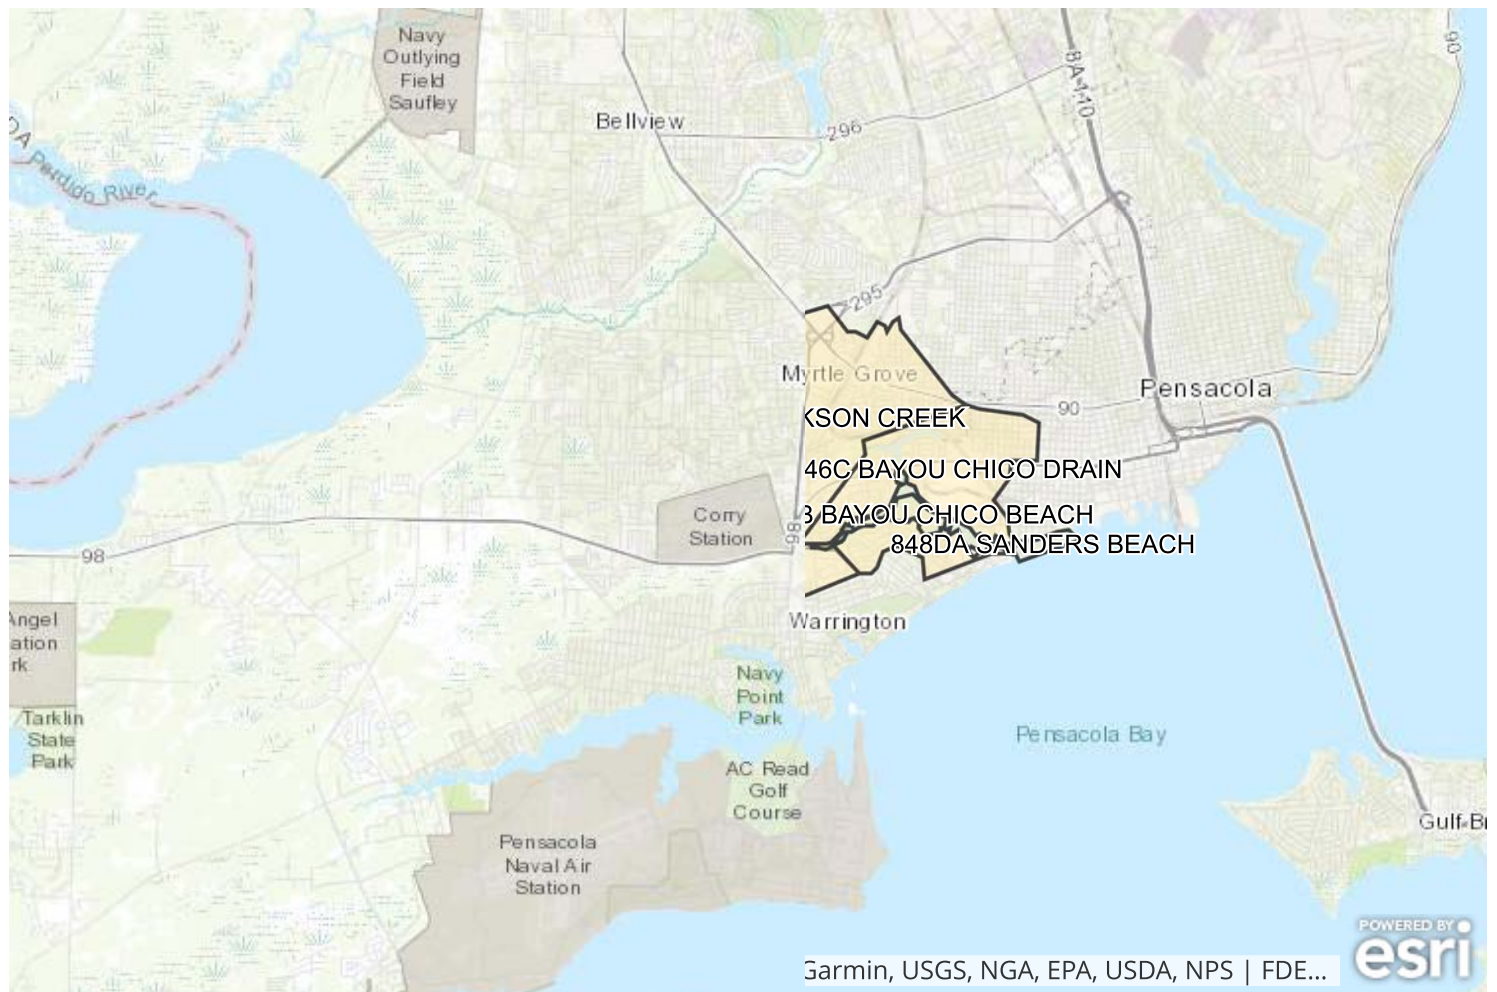 Navy
Outlying
Field
Saufley
90
8A-110
Bellview
296
Perdido River
295
Myrtle Grove
Pensacola
90
KSON CREEK
46C BAYOU CHICO DRAIN
B BAYOU CHICO BEACH
848DA SANDERS BEACH
Corry
Station
98
98
Angel
ation
rk
Warrington
Navy
Point
Park
Tarklin
State
Park
Pensacola Bay
AC Read
Golf
Course
Gulf Br
Pensacola
Naval Air
Station
POWERED BY
esri
Garmin, USGS, NGA, EPA, USDA, NPS | FDE...